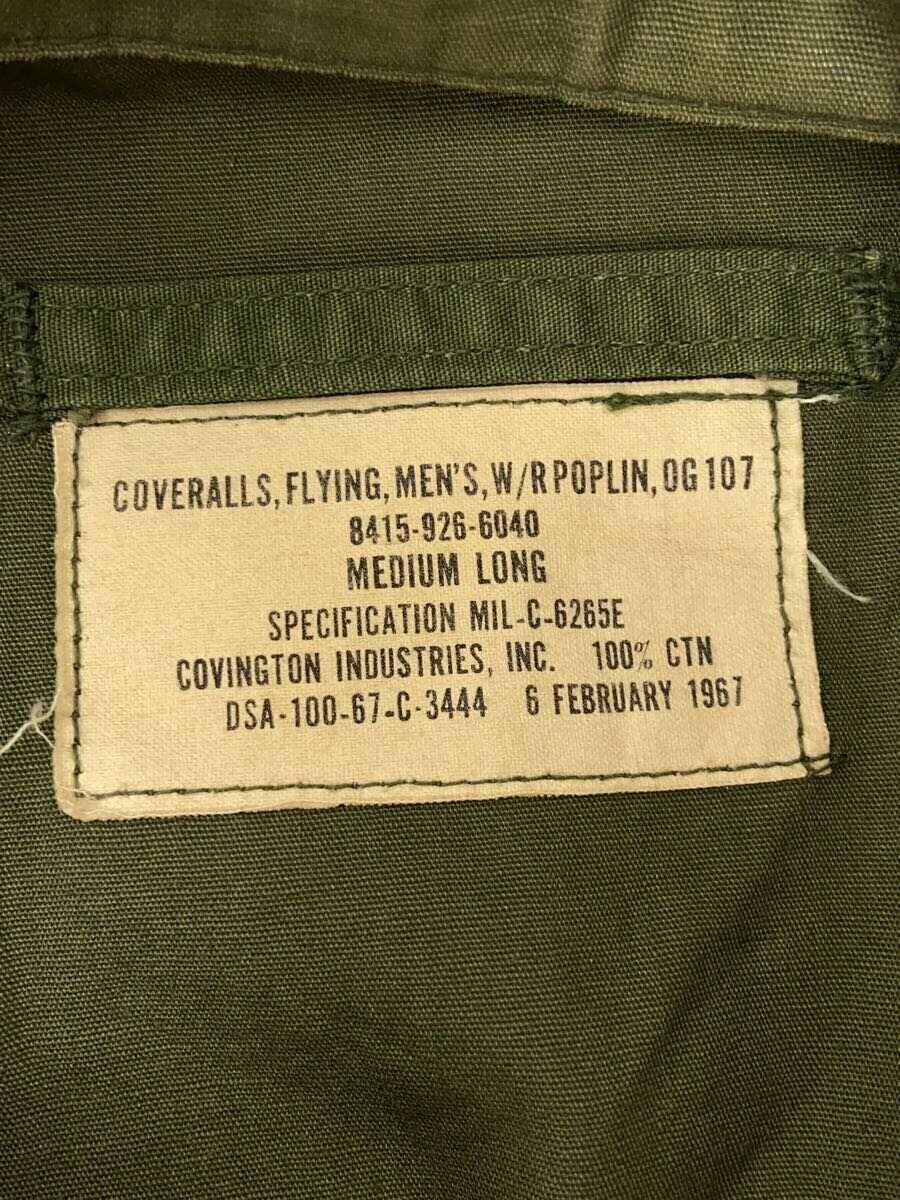 COVERALLS, FLYING, MEN'S, W/R POPLIN, OG 107
8415-926-6040
MEDIUM LONG
SPECIFICATION MIL-C-6265E
COVINGTON INDUSTRIES, INC. 100% CTN
DSA-100-67-C-3444 6 FEBRUARY 1967